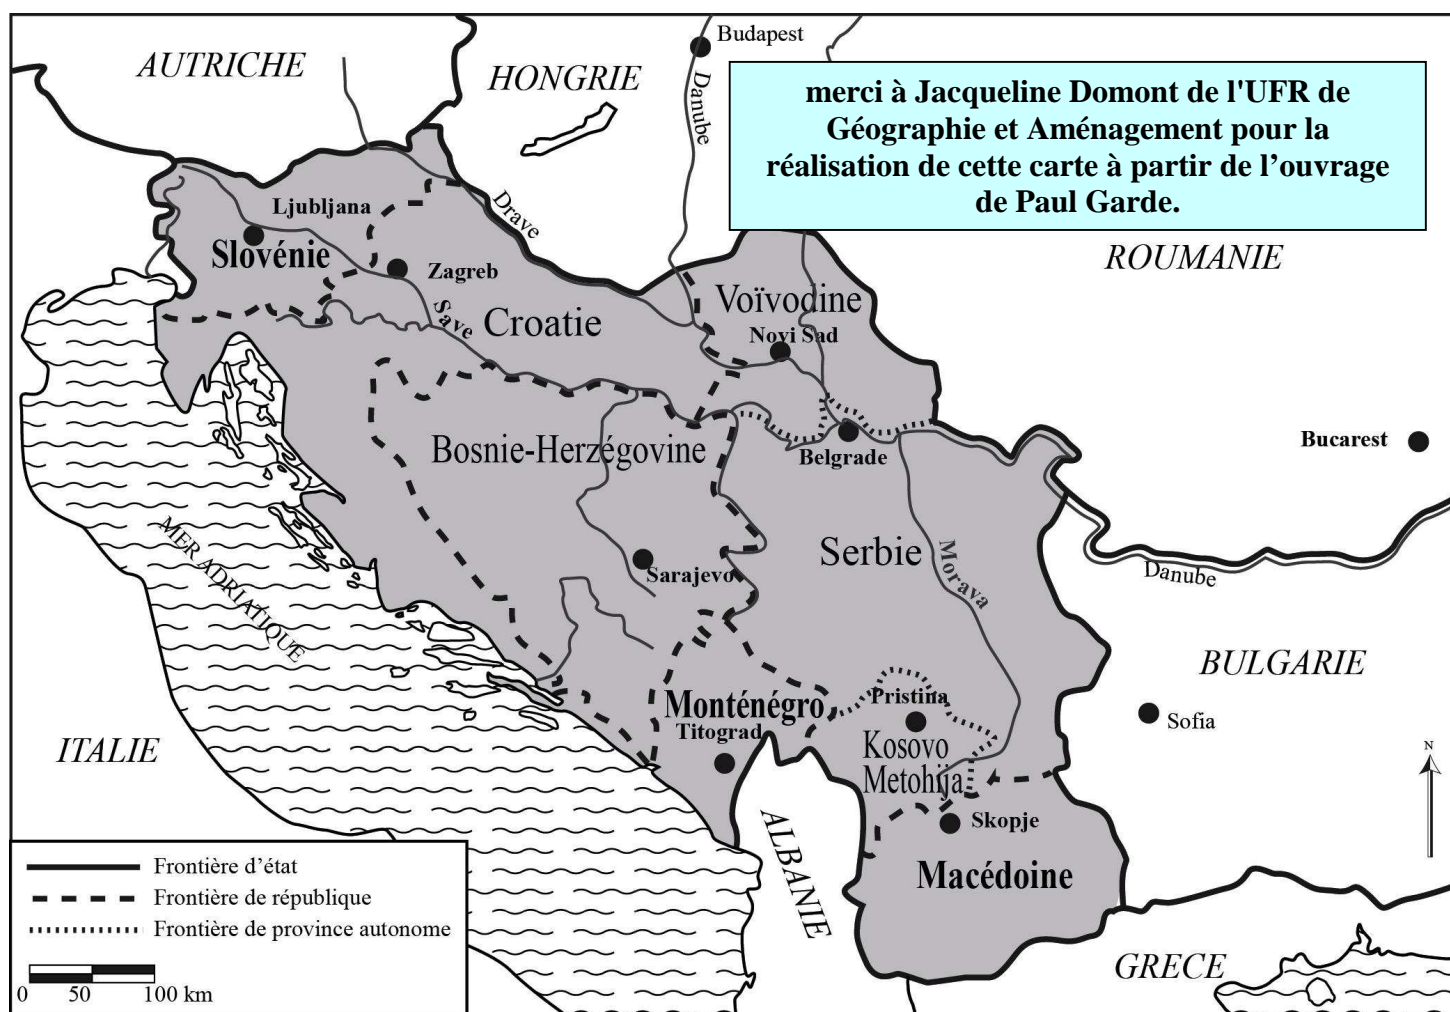 Budapest
AUTRICHE
HONGRIE
Danube
merci à Jacqueline Domont de l'UFR de
Géographie et Aménagement pour la
réalisation de cette carte à partir de l’ouvrage
de Paul Garde.
Ljubljana
Drave
Slovénie
ROUMANIE
Zagreb
Save
Croatie
Voïvodine
Novi Sad
Bosnie-Herzégovine
Belgrade
Bucarest
MER ADRIATIQUE
Serbie
Morava
Sarajevo
Danube
BULGARIE
Monténégro
Pristina
Titograd
Sofia
ITALIE
Kosovo
Metohija
N
Skopje
ALBANIE
Macédoine
GRECE
Frontière d’état
Frontière de république
Frontière de province autonome
0 50 100 km